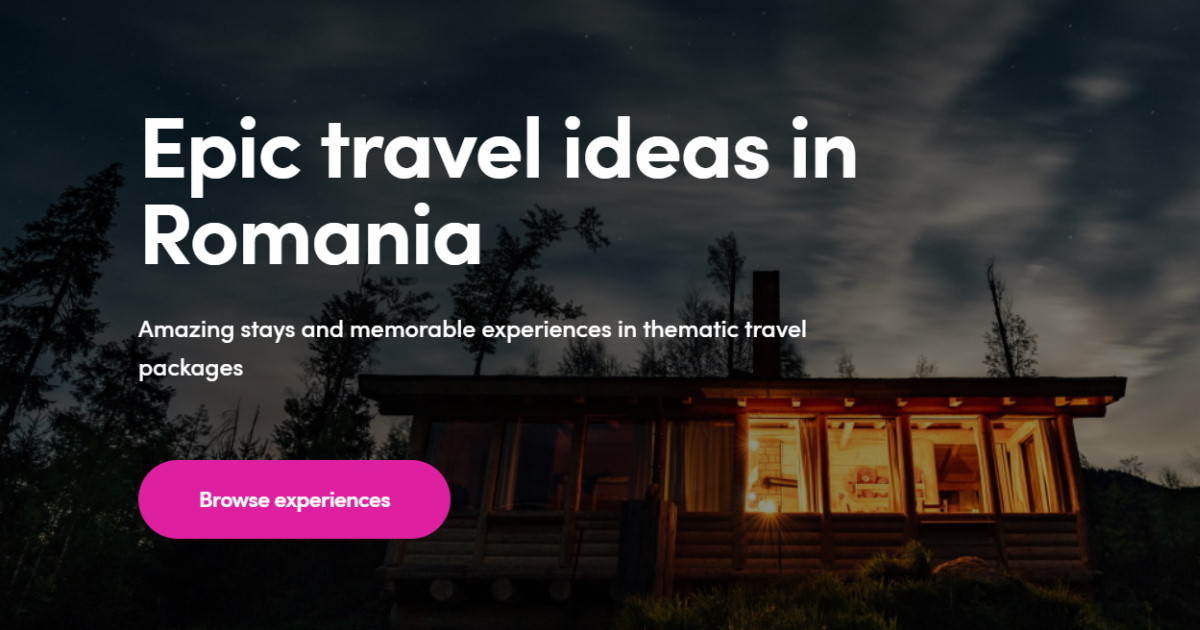 Epic travel ideas in
Romania
Amazing stays and memorable experiences in thematic travel
packages
Browse experiences